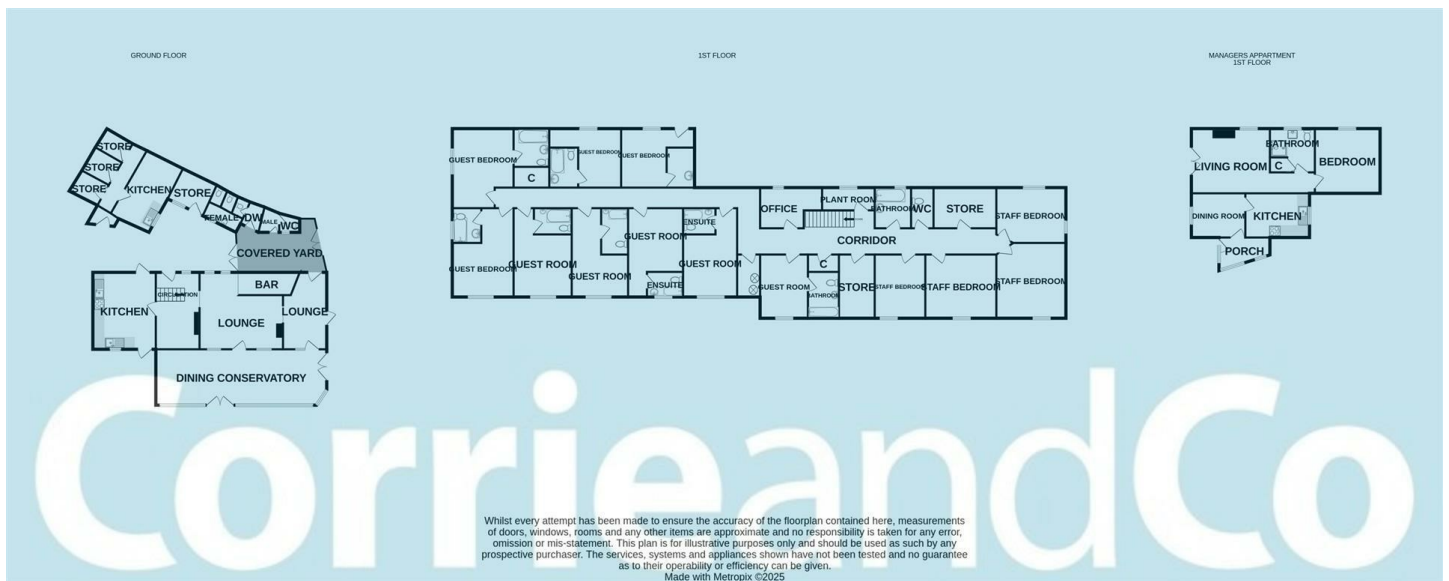 GROUND FLOOR
1ST FLOOR
MANAGERS APPARTMENT
1ST FLOOR
STORE
STORE
STORE
KITCHEN
STORE
FEMALE
DW
MALE
WC
COVERED YARD
BAR
KITCHEN
CIRCULATION
LOUNGE
LOUNGE
DINING CONSERVATORY
GUEST BEDROOM
C
GUEST BEDROOM
GUEST BEDROOM
GUEST BEDROOM
GUEST ROOM
GUEST ROOM
GUEST ROOM
ENSUITE
ENSUITE
GUEST ROOM
OFFICE
PLANT ROOM
BATHROOM
WC
STORE
STAFF BEDROOM
CORRIDOR
GUEST ROOM
C
BATHROOM
STORE
STAFF BEDROOM
STAFF BEDROOM
STAFF BEDROOM
LIVING ROOM
BATHROOM
C
BEDROOM
DINING ROOM
KITCHEN
PORCH
CorrieandCo
Whilst every attempt has been made to ensure the accuracy of the floorplan contained here, measurements
of doors, windows, rooms and any other items are approximate and no responsibility is taken for any error,
omission or mis-statement. This plan is for illustrative purposes only and should be used as such by any
prospective purchaser. The services, systems and appliances shown have not been tested and no guarantee
as to their operability or efficiency can be given.
Made with Metropix ©2025